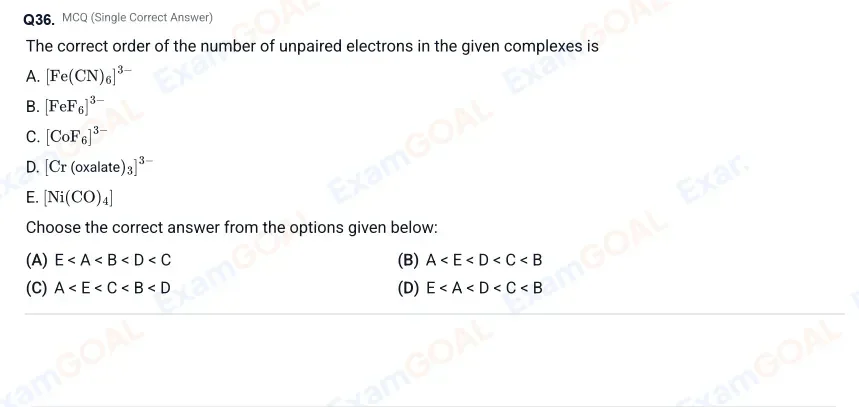 Q36. MCQ (Single Correct Answer)
The correct order of the number of unpaired electrons in the given complexes is
A. [Fe(CN)₆]³⁻
B. [FeF₆]³⁻
C. [CoF₆]³⁻
D. [Cr (oxalate)₃]³⁻
E. [Ni(CO)₄]
Choose the correct answer from the options given below:
(A) E < A < B < D < C (B) A < E < D < C < B
(C) A < E < C < B < D (D) E < A < D < C < B